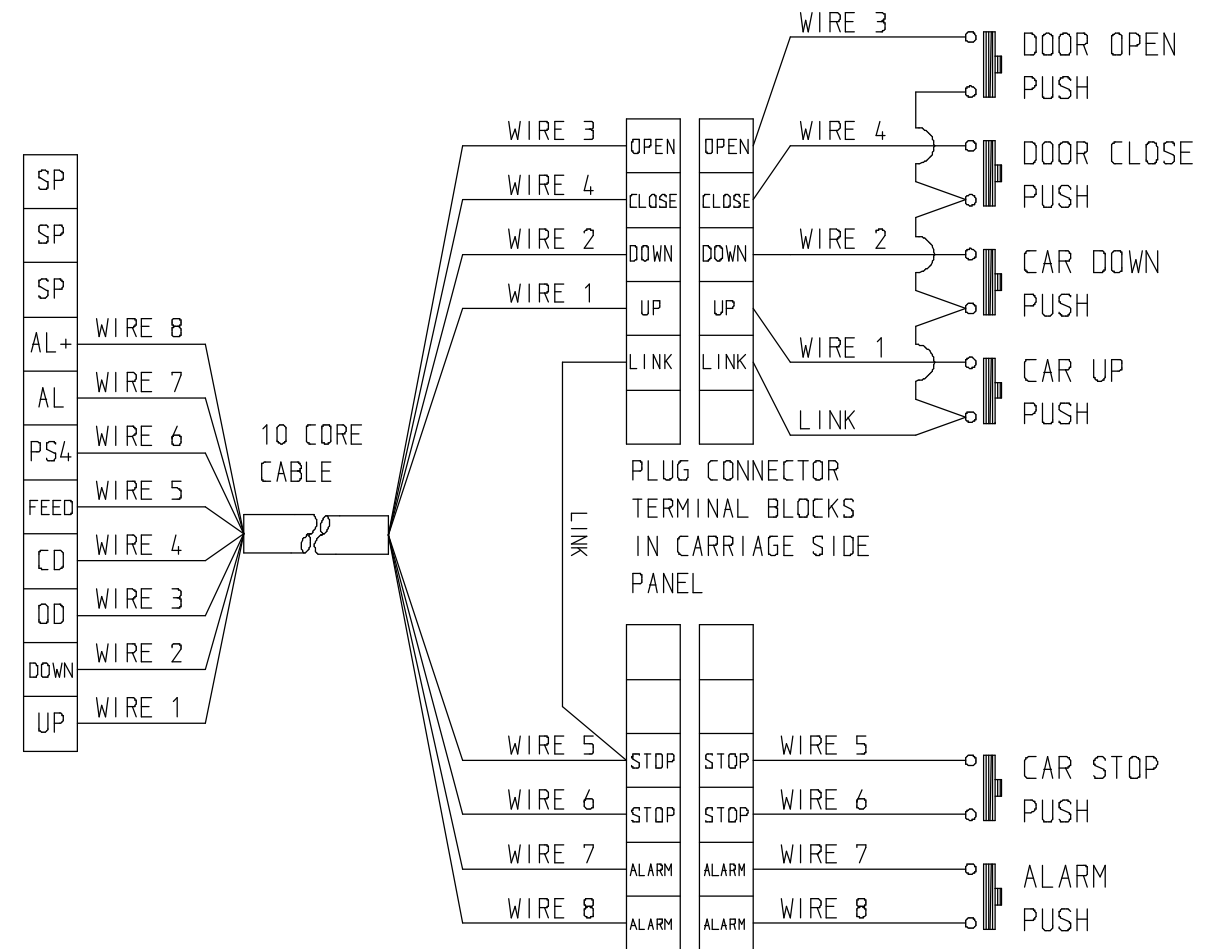 SP
SP
SP
AL+
AL
PS4
FEED
CD
OD
DOWN
UP
WIRE 8
WIRE 7
WIRE 6
WIRE 5
WIRE 4
WIRE 3
WIRE 2
WIRE 1
10 CORE
CABLE
WIRE 3
WIRE 4
WIRE 2
WIRE 1
OPEN
CLOSE
DOWN
UP
LINK
OPEN
CLOSE
DOWN
UP
LINK
WIRE 3
WIRE 4
WIRE 2
WIRE 1
LINK
DOOR OPEN
PUSH
DOOR CLOSE
PUSH
CAR DOWN
PUSH
CAR UP
PUSH
PLUG CONNECTOR
TERMINAL BLOCKS
IN CARRIAGE SIDE
PANEL
LINK
WIRE 5
WIRE 6
WIRE 7
WIRE 8
STOP
STOP
ALARM
ALARM
STOP
STOP
ALARM
ALARM
WIRE 5
WIRE 6
WIRE 7
WIRE 8
CAR STOP
PUSH
ALARM
PUSH